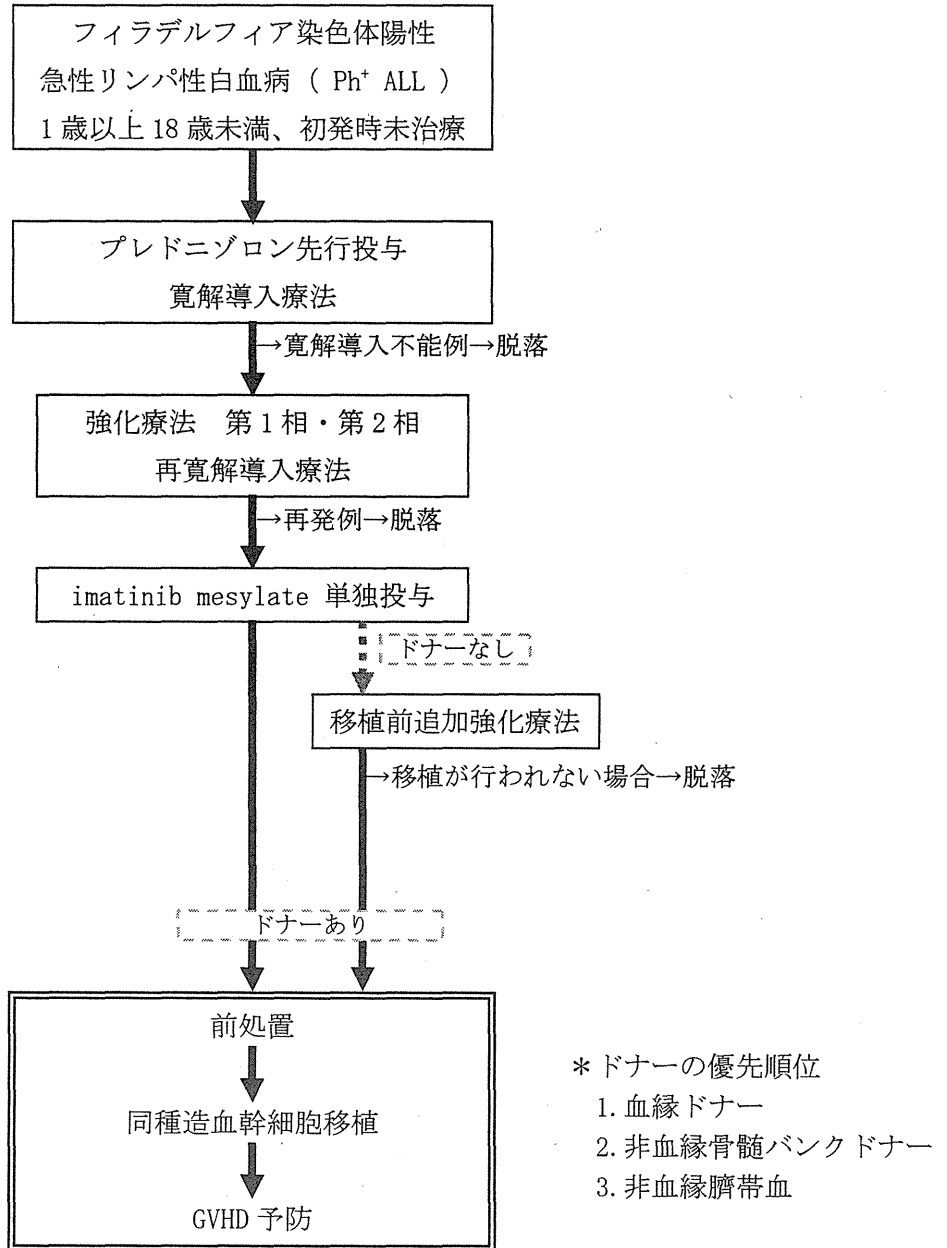 フィラデルフィア染色体陽性
急性リンパ性白血病 ( Ph⁺ ALL )
1歳以上18歳未満、初発時未治療
プレドニゾロン先行投与
寛解導入療法
→寛解導入不能例→脱落
強化療法　第1相・第2相
再寛解導入療法
→再発例→脱落
imatinib mesylate 単独投与
ドナーなし
移植前追加強化療法
→移植が行われない場合→脱落
ドナーあり
前処置
同種造血幹細胞移植
GVHD 予防
＊ドナーの優先順位
1. 血縁ドナー
2. 非血縁骨髄バンクドナー
3. 非血縁臍帯血